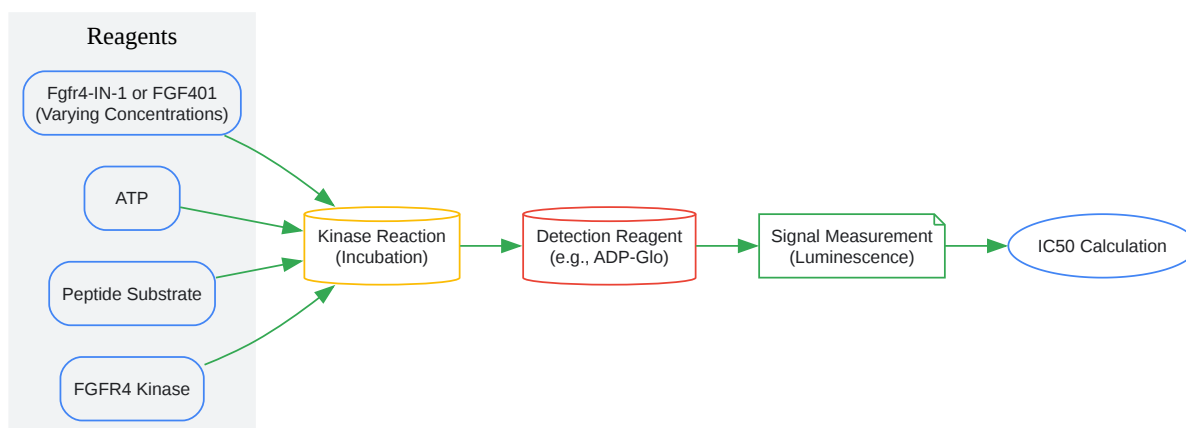 Reagents
Fgfr4-IN-1 or FGF401
(Varying Concentrations)
ATP
Peptide Substrate
FGFR4 Kinase
Kinase Reaction
(Incubation)
Detection Reagent
(e.g., ADP-Glo)
Signal Measurement
(Luminescence)
IC50 Calculation